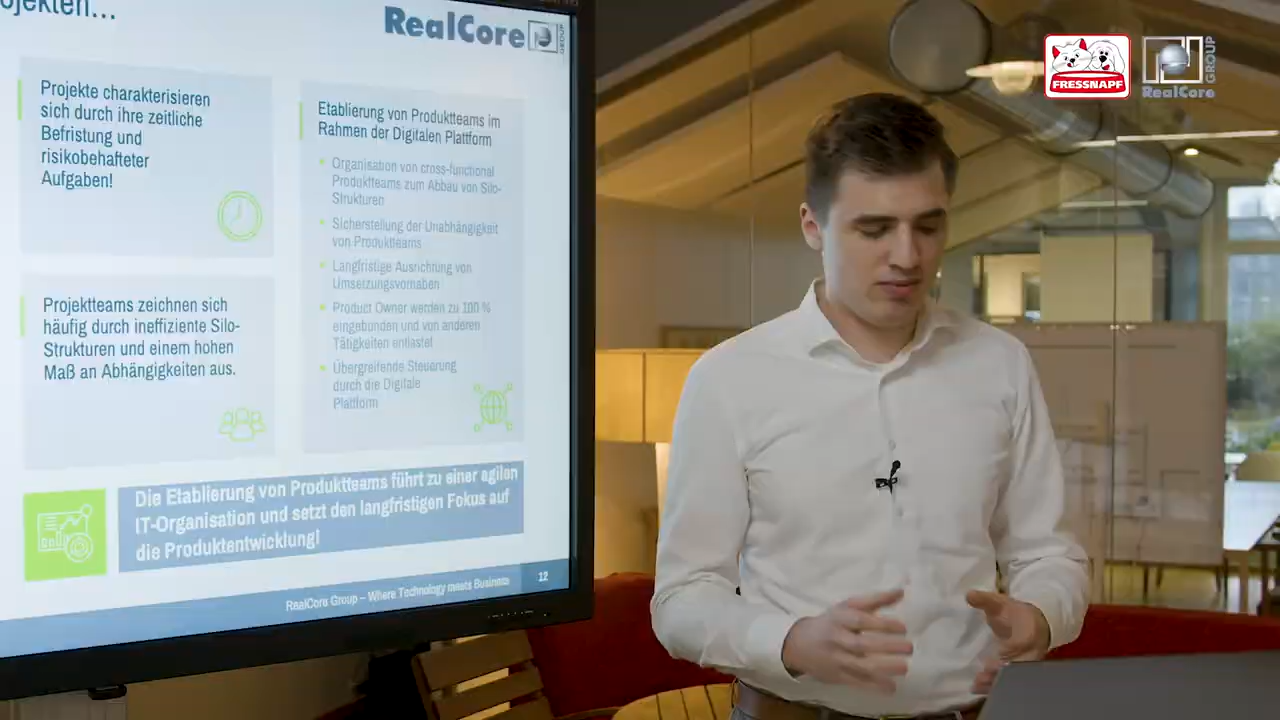 ojekten...
RealCore
GROUP
Projekte charakterisieren
sich durch ihre zeitliche
Befristung und
risikobehafteter
Aufgaben!
Projektteams zeichnen sich
häufig durch ineffiziente Silo-
Strukturen und einem hohen
Maß an Abhängigkeiten aus.
Etablierung von Produktteams im
Rahmen der Digitalen Plattform
Organisation von cross-functional
Produktteams zum Abbau von Silo-
Strukturen
Sicherstellung der Unabhängigkeit
von Produktteams
Langfristige Ausrichtung von
Umsetzungsvorhaben
Product Owner werden zu 100 %
eingebunden und von anderen
Tätigkeiten entlastet
Übergreifende Steuerung
durch die Digitale
Plattform
Die Etablierung von Produktteams führt zu einer agilen
IT-Organisation und setzt den langfristigen Fokus auf
die Produktentwicklung!
RealCore Group – Where Technology meets Business
12
FRESSNAPF
GROUP
RealCore